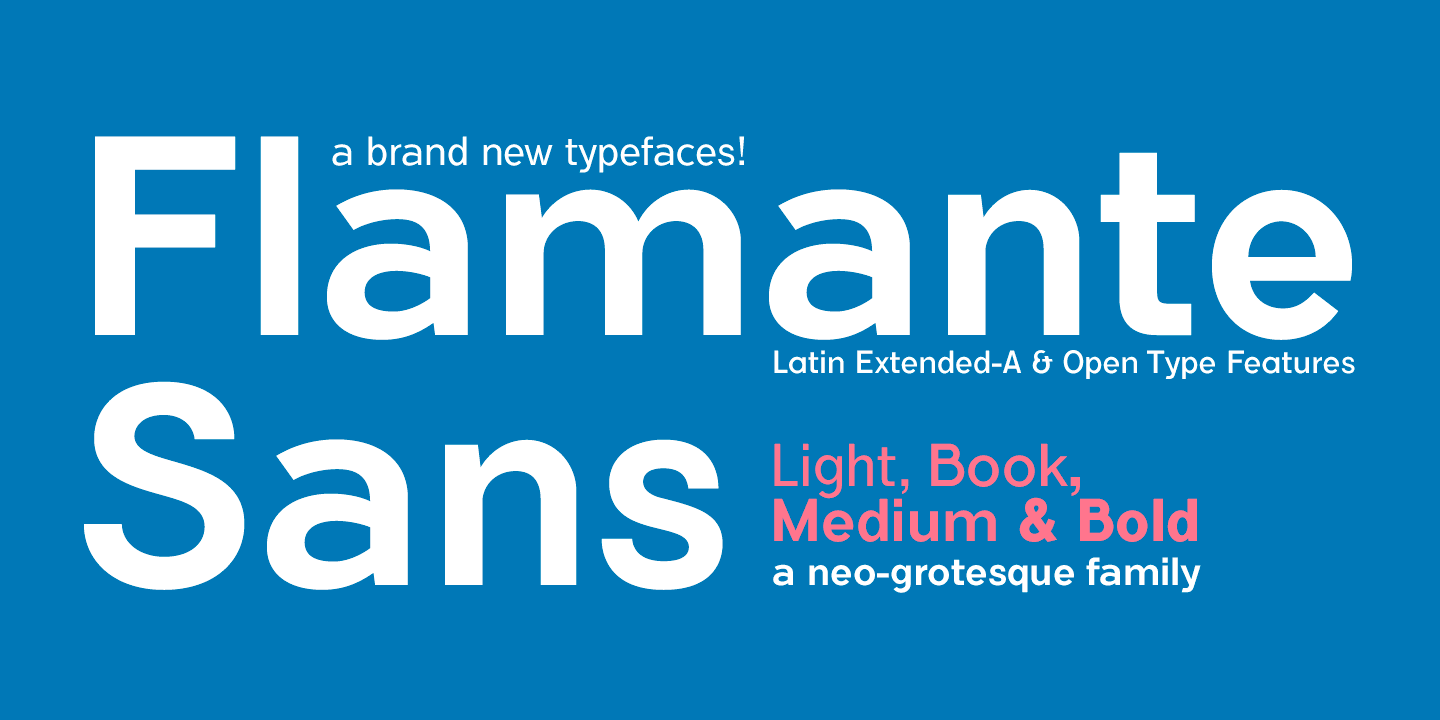 Flamante
a brand new typefaces!
Latin Extended-A & Open Type Features
Sans
Light, Book,
Medium & Bold
a neo-grotesque family